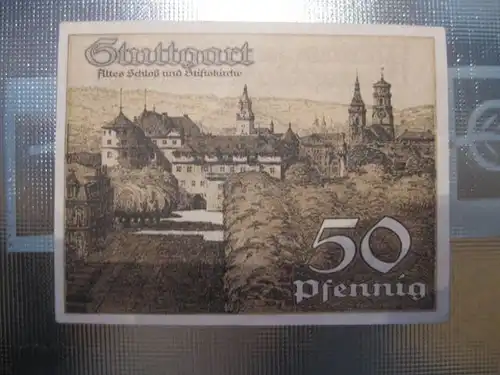 Stuttgart
Altes Schloß und Stiftskirche
50
Pfennig